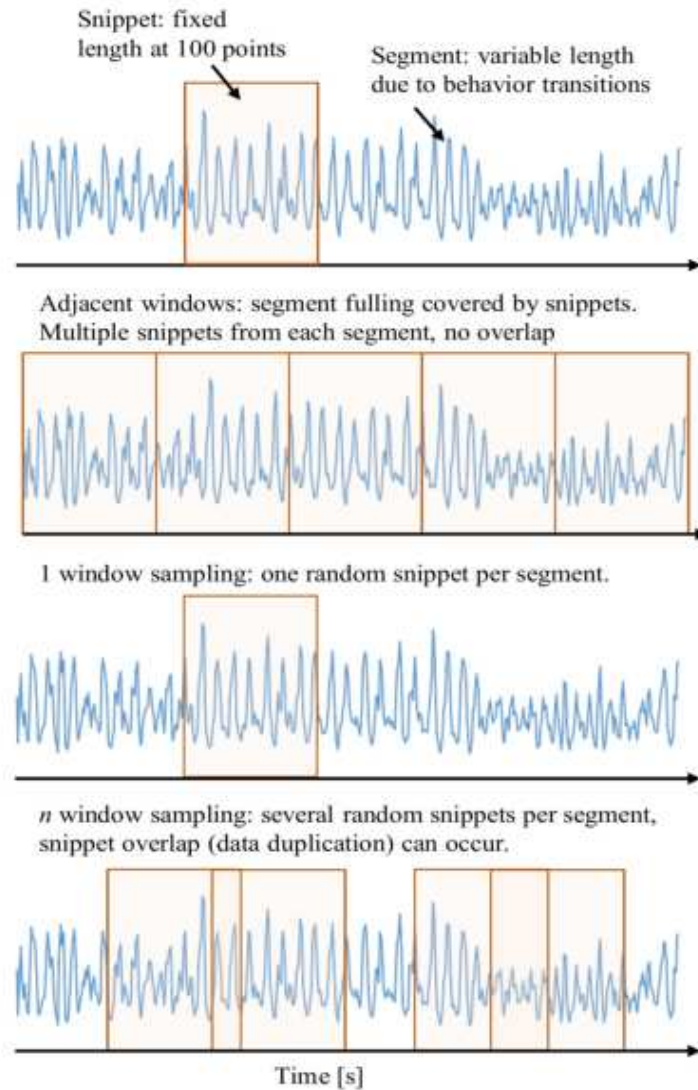 Snippet: fixed
length at 100 points
Segment: variable length
due to behavior transitions
Adjacent windows: segment fulling covered by snippets.
Multiple snippets from each segment, no overlap
1 window sampling: one random snippet per segment.
n window sampling: several random snippets per segment,
snippet overlap (data duplication) can occur.
Time [s]